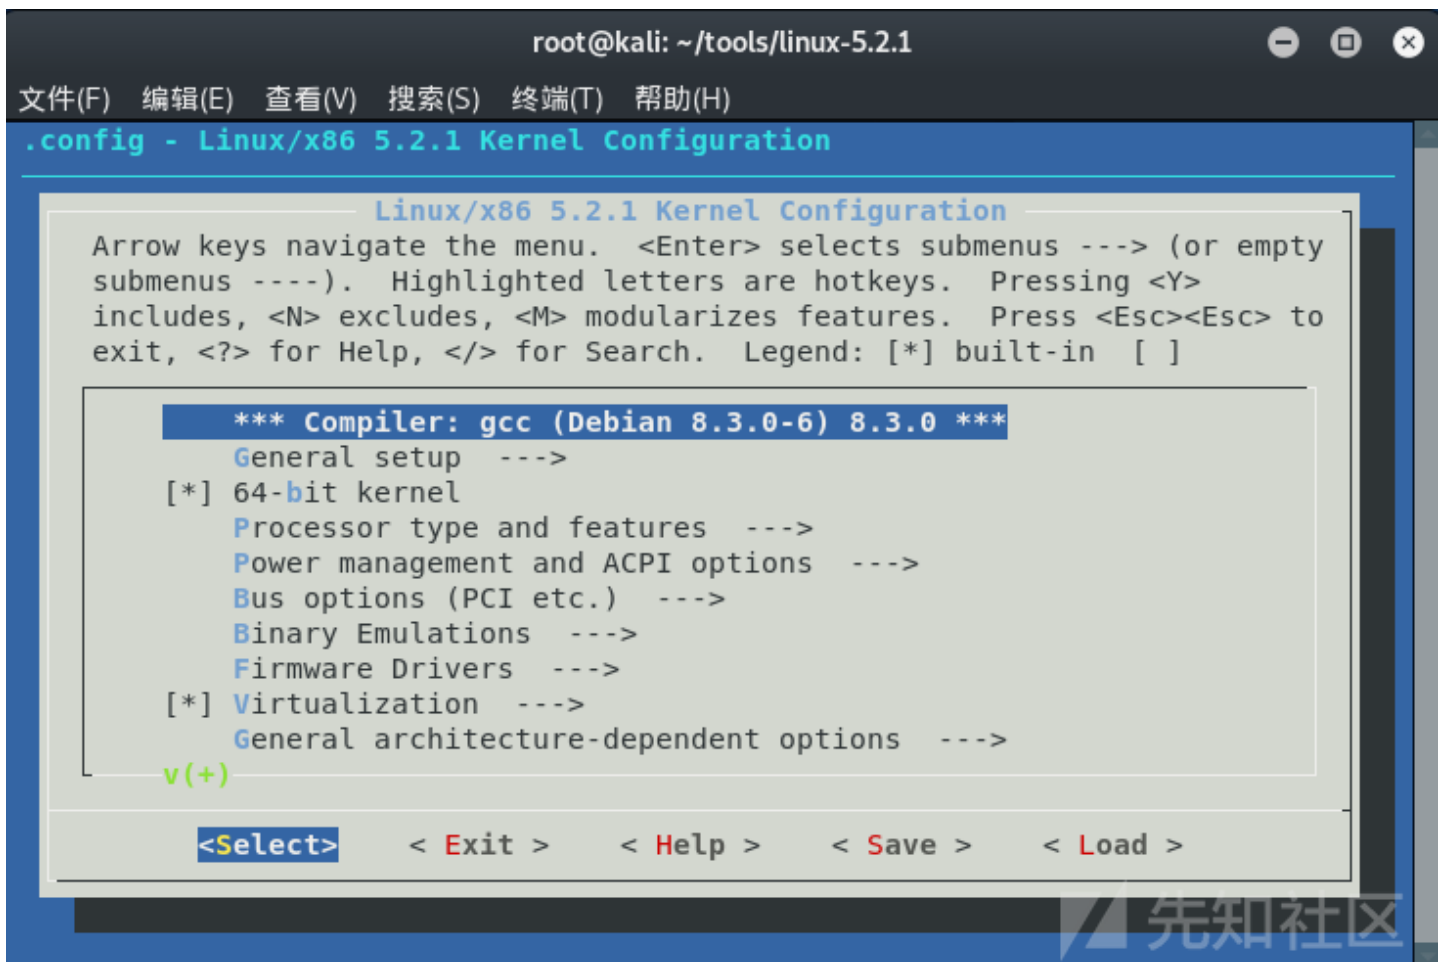 root@kali: ~/tools/linux-5.2.1
文件(F) 编辑(E) 查看(V) 搜索(S) 终端(T) 帮助(H)
.config - Linux/x86 5.2.1 Kernel Configuration
Linux/x86 5.2.1 Kernel Configuration
Arrow keys navigate the menu.  <Enter> selects submenus ---> (or empty
submenus ----).  Highlighted letters are hotkeys.  Pressing <Y>
includes, <N> excludes, <M> modularizes features.  Press <Esc><Esc> to
exit, <?> for Help, </> for Search.  Legend: [*] built-in  [ ]
*** Compiler: gcc (Debian 8.3.0-6) 8.3.0 ***
General setup  --->
[*] 64-bit kernel
Processor type and features  --->
Power management and ACPI options  --->
Bus options (PCI etc.)  --->
Binary Emulations  --->
Firmware Drivers  --->
[*] Virtualization  --->
General architecture-dependent options  --->
v(+)
<Select>    < Exit >    < Help >    < Save >    < Load >
先知社区